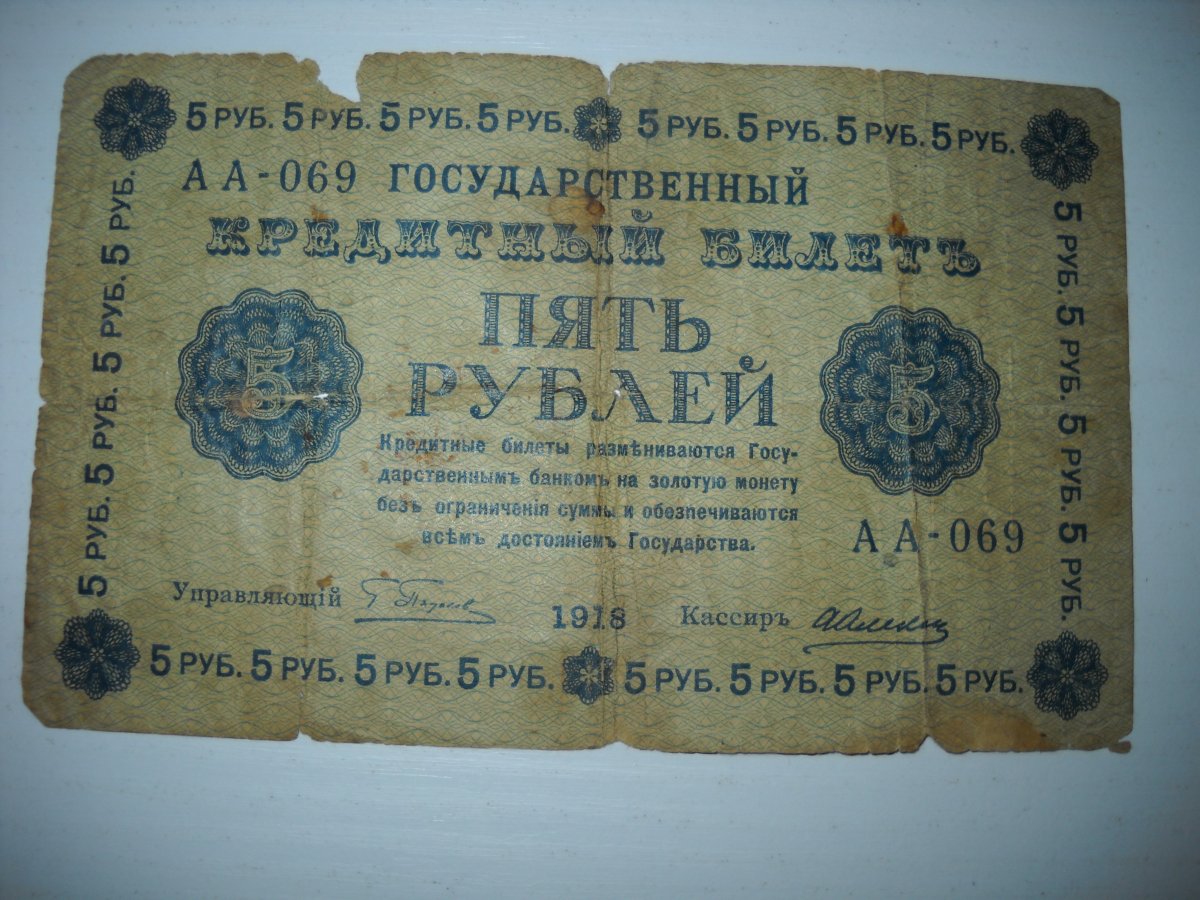 5 РУБ. 5 РУБ. 5 РУБ. 5 РУБ. 5 РУБ. 5 РУБ. 5 РУБ. 5 РУБ.
АА-069 ГОСУДАРСТВЕННЫЙ
КРЕДИТНЫЙ БИЛЕТЪ
5 ПЯТЬ 5
РУБЛЕЙ
Кредитные билеты размѣниваются Госу-
дарственнымъ банкомъ на золотую монету
безъ ограниченія суммы и обезпечиваются
всѣмъ достояніемъ Государства.
АА-069
Управляющій 1918 Кассиръ
5 РУБ. 5 РУБ. 5 РУБ. 5 РУБ. 5 РУБ. 5 РУБ. 5 РУБ. 5 РУБ.
5 РУБ. 5 РУБ. 5 РУБ. 5 РУБ.
5 РУБ. 5 РУБ. 5 РУБ. 5 РУБ.